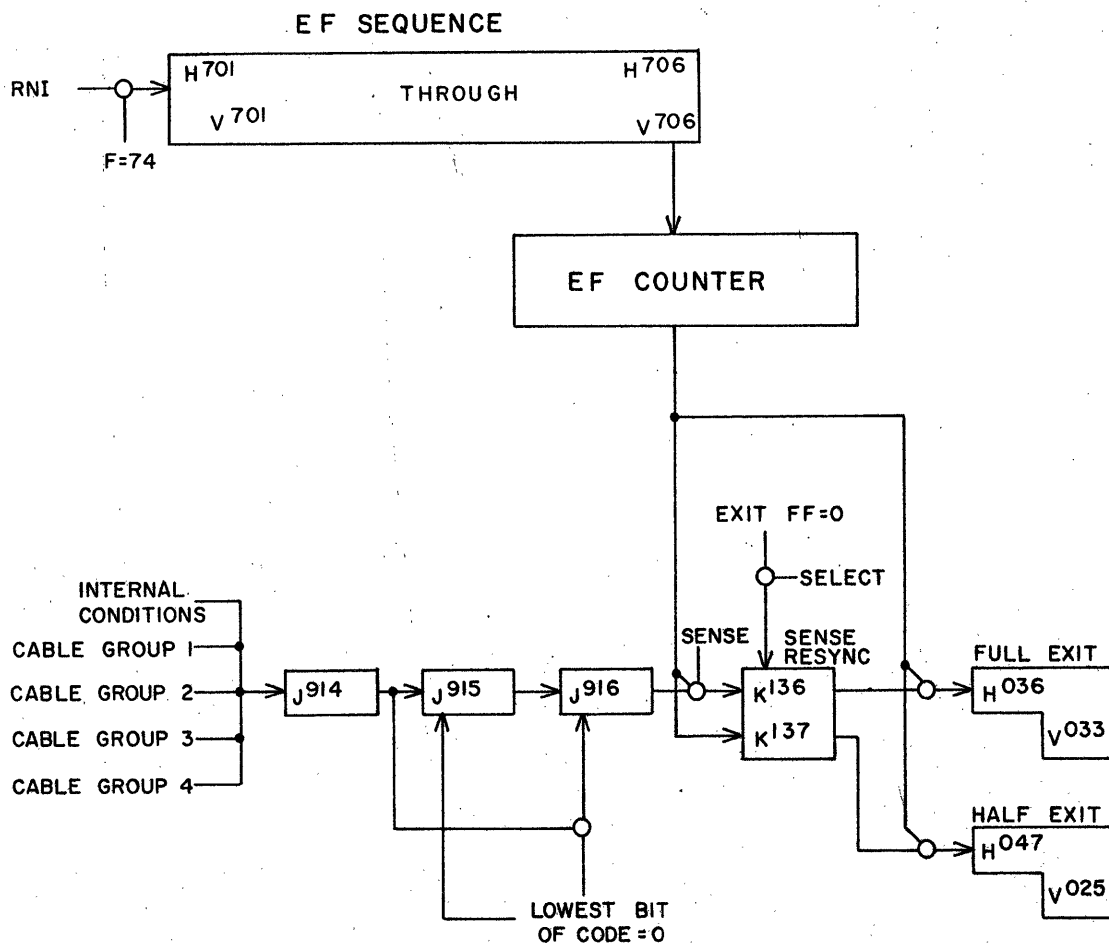 EF SEQUENCE
RNI
H701
THROUGH
H706
V701
V706
F=74
EF COUNTER
EXIT FF=0
SELECT
INTERNAL
CONDITIONS
CABLE GROUP 1
CABLE GROUP 2
CABLE GROUP 3
CABLE GROUP 4
J914
J915
J916
SENSE
SENSE
RESYNC
K136
K137
FULL EXIT
H036
V033
HALF EXIT
H047
V025
LOWEST BIT
OF CODE=0